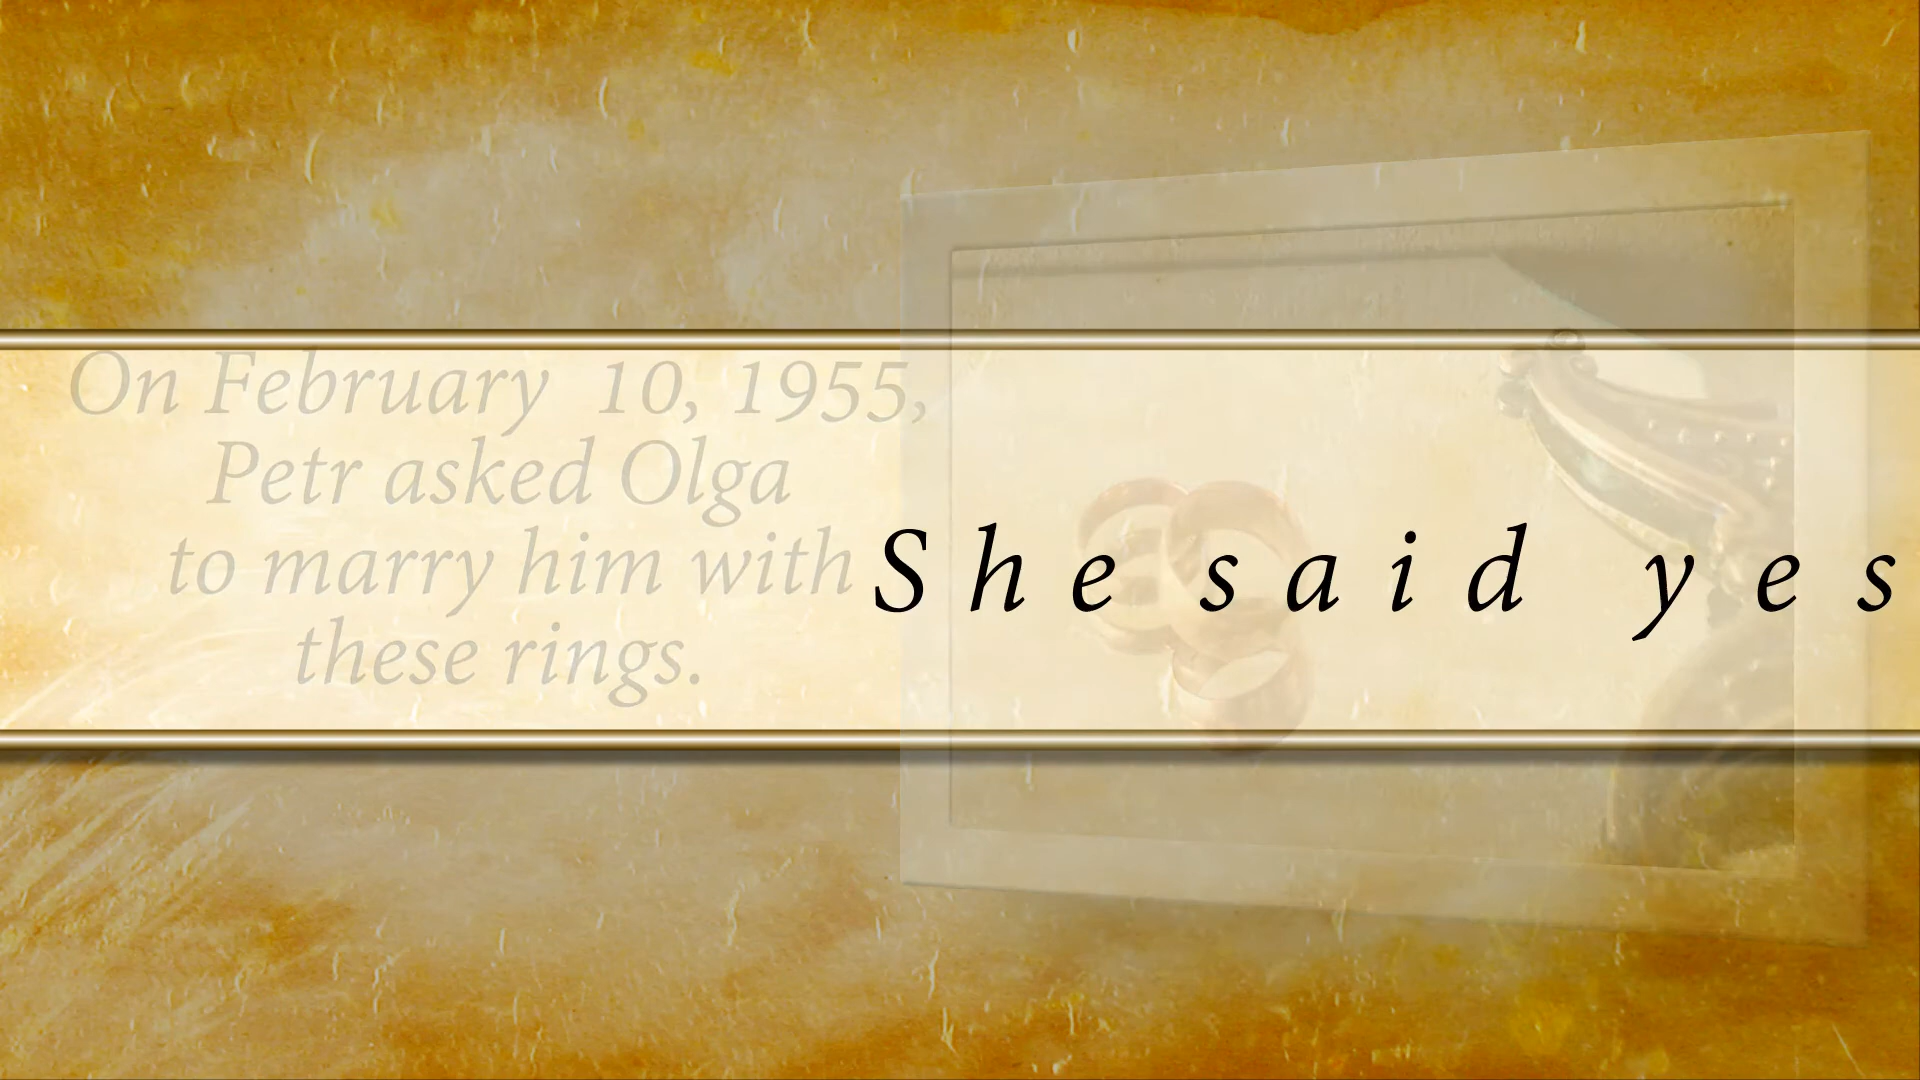 On February 10, 1955,
Petr asked Olga
to marry him with
these rings.
She said yes